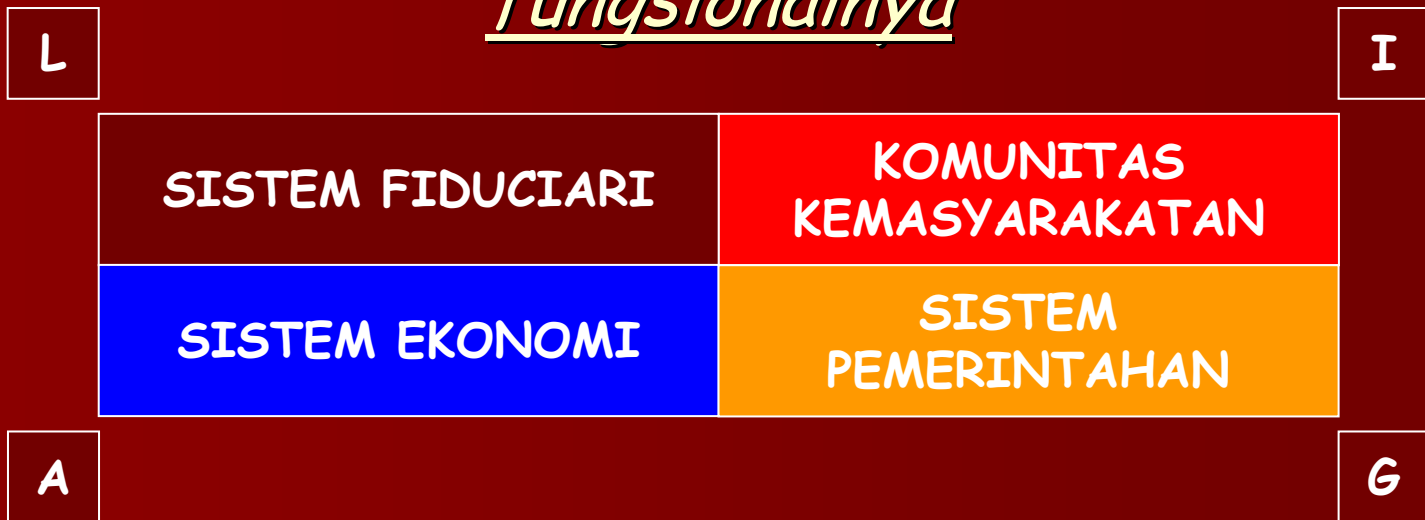 fungsionalnya
L
I
SISTEM FIDUCIARI
KOMUNITAS
KEMASYARAKATAN
SISTEM EKONOMI
SISTEM
PEMERINTAHAN
A
G